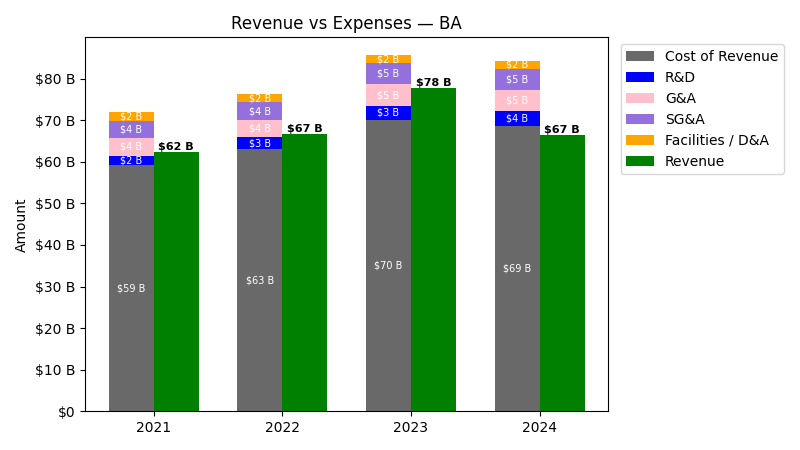 Revenue vs Expenses — BA
Amount
$80 B
$70 B
$60 B
$50 B
$40 B
$30 B
$20 B
$10 B
$0
$2 B
$4 B
$4 B
$2 B
$59 B
$62 B
$2 B
$4 B
$4 B
$3 B
$63 B
$67 B
$2 B
$5 B
$5 B
$3 B
$70 B
$78 B
$2 B
$5 B
$5 B
$4 B
$69 B
$67 B
2021
2022
2023
2024
Cost of Revenue
R&D
G&A
SG&A
Facilities / D&A
Revenue